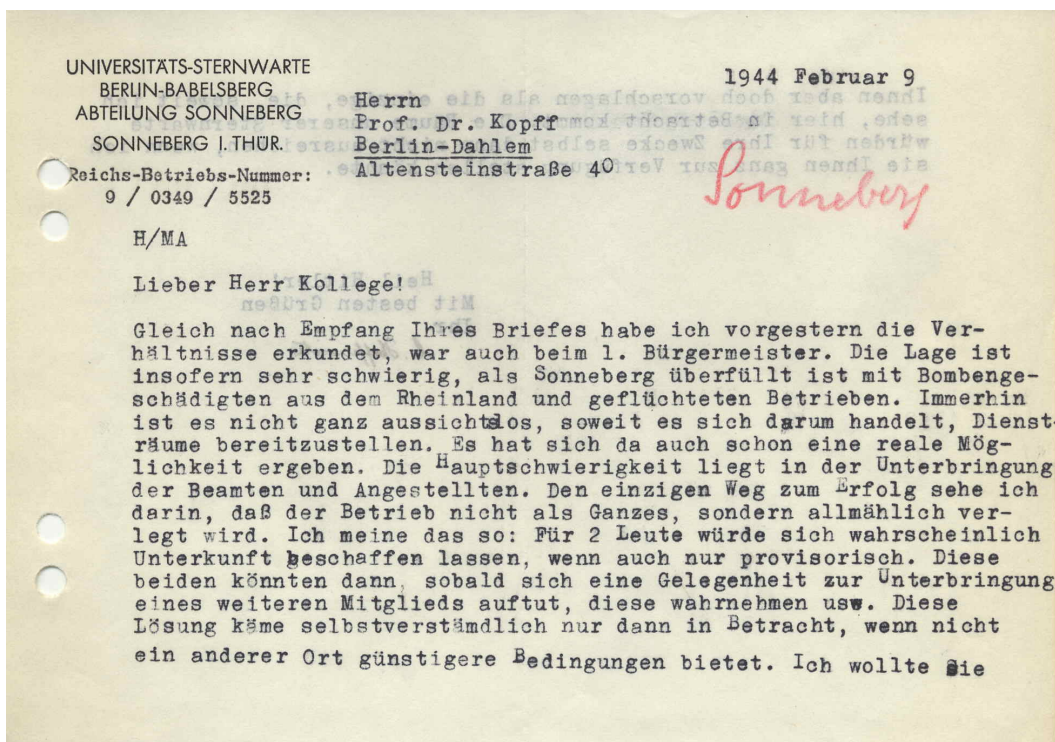 UNIVERSITÄTS-STERNWARTE
BERLIN-BABELSBERG
ABTEILUNG SONNEBERG
SONNEBERG I. THÜR.
Reichs-Betriebs-Nummer:
9 / 0349 / 5525
1944 Februar 9
Herrn
Prof. Dr. Kopff
Berlin-Dahlem
Altensteinstraße 40
Sonneberg
H/MA
Lieber Herr Kollege!
Gleich nach Empfang Ihres Briefes habe ich vorgestern die Ver-
hältnisse erkundet, war auch beim 1. Bürgermeister. Die Lage ist
insofern sehr schwierig, als Sonneberg überfüllt ist mit Bombenge-
schädigten aus dem Rheinland und geflüchteten Betrieben. Immerhin
ist es nicht ganz aussichtslos, soweit es sich darum handelt, Dienst-
räume bereitzustellen. Es hat sich da auch schon eine reale Mög-
lichkeit ergeben. Die Hauptschwierigkeit liegt in der Unterbringung
der Beamten und Angestellten. Den einzigen Weg zum Erfolg sehe ich
darin, daß der Betrieb nicht als Ganzes, sondern allmählich ver-
legt wird. Ich meine das so: Für 2 Leute würde sich wahrscheinlich
Unterkunft beschaffen lassen, wenn auch nur provisorisch. Diese
beiden könnten dann, sobald sich eine Gelegenheit zur Unterbringung
eines weiteren Mitglieds auftut, diese wahrnehmen usw. Diese
Lösung käme selbstverstämdlich nur dann in Betracht, wenn nicht
ein anderer Ort günstigere Bedingungen bietet. Ich wollte Sie